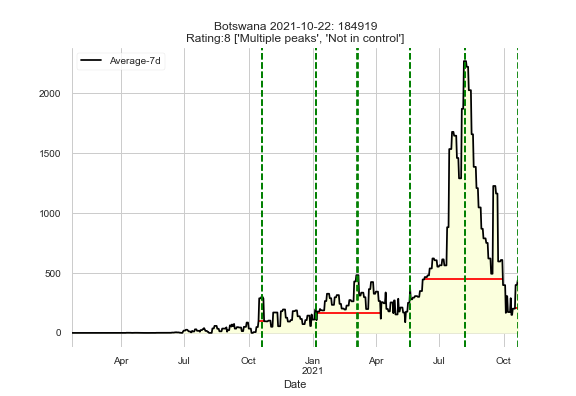 Botswana 2021-10-22: 184919
Rating:8 ['Multiple peaks', 'Not in control']
Average-7d
2000
1500
1000
500
0
Apr Jul Oct Jan Apr Jul Oct
2021
Date